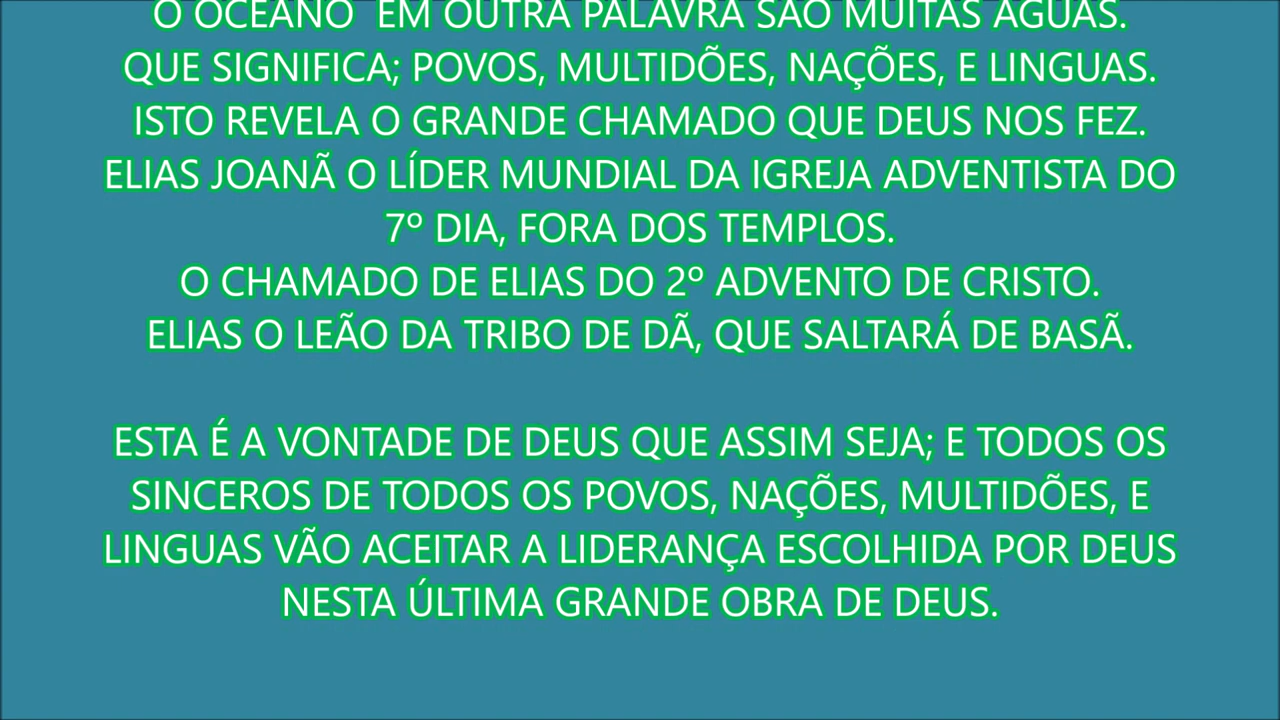 O OCEANO EM OUTRA PALAVRA SÃO MUITAS ÁGUAS.
QUE SIGNIFICA; POVOS, MULTIDÕES, NAÇÕES, E LINGUAS.
ISTO REVELA O GRANDE CHAMADO QUE DEUS NOS FEZ.
ELIAS JOANÃ O LÍDER MUNDIAL DA IGREJA ADVENTISTA DO
7º DIA, FORA DOS TEMPLOS.
O CHAMADO DE ELIAS DO 2º ADVENTO DE CRISTO.
ELIAS O LEÃO DA TRIBO DE DÃ, QUE SALTARÁ DE BASÃ.
ESTA É A VONTADE DE DEUS QUE ASSIM SEJA; E TODOS OS
SINCEROS DE TODOS OS POVOS, NAÇÕES, MULTIDÕES, E
LINGUAS VÃO ACEITAR A LIDERANÇA ESCOLHIDA POR DEUS
NESTA ÚLTIMA GRANDE OBRA DE DEUS.